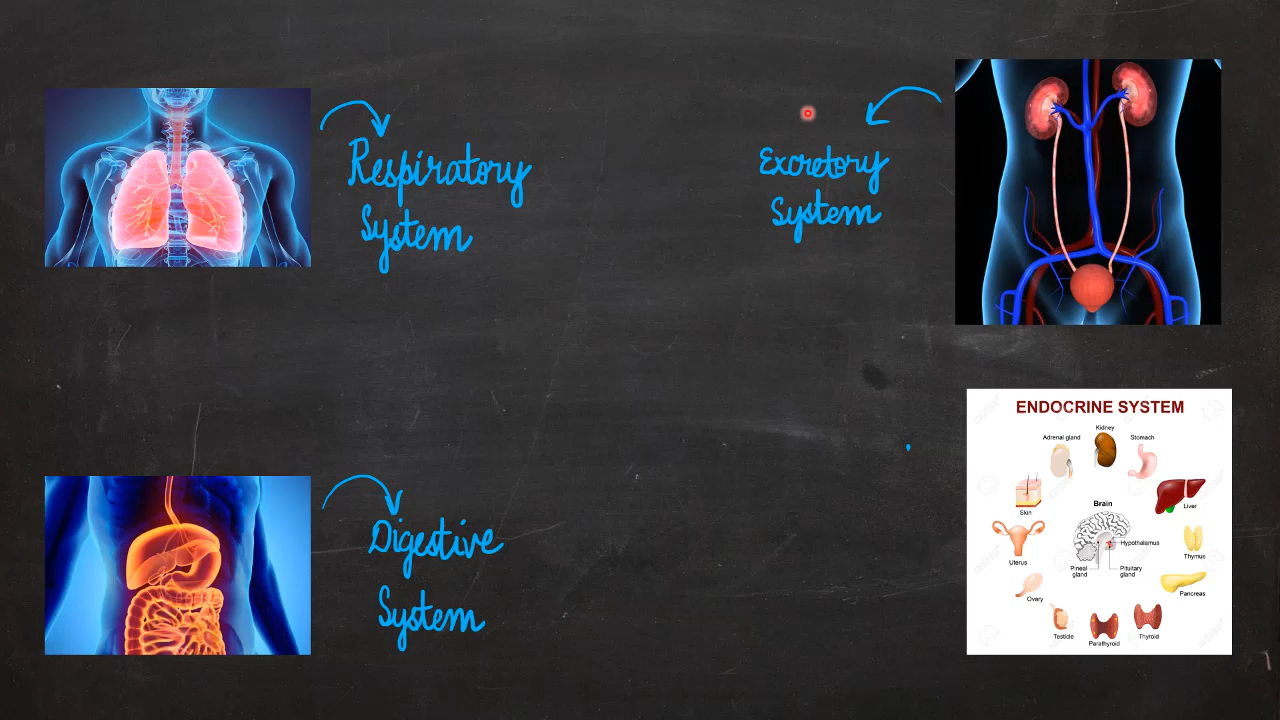 Respiratory
System
Excretory
System
Digestive
System
ENDOCRINE SYSTEM
Kidney
Adrenal gland
Stomach
Skin
Liver
Brain
Uterus
Hypothalamus
Thymus
Pineal
gland
Pituitary
gland
Ovary
Pancreas
Testicle
Parathyroid
Thyroid